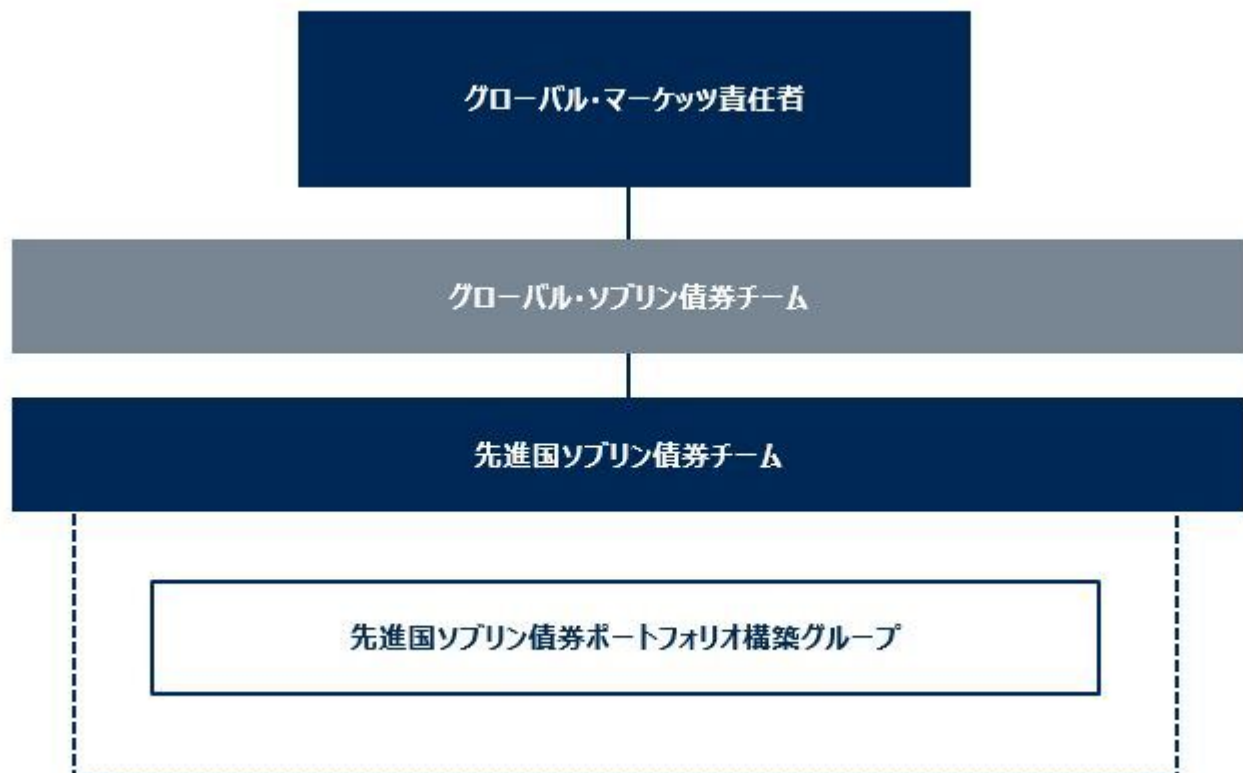 グローバル・マーケッツ責任者
グローバル・ソブリン債券チーム
先進国ソブリン債券チーム
先進国ソブリン債券ポートフォリオ構築グループ